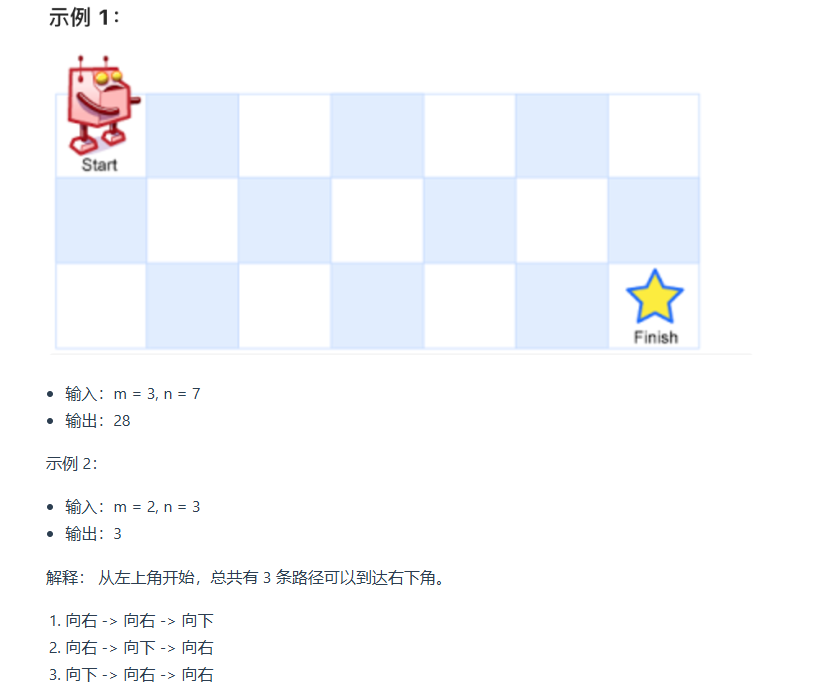 示例 1：
Start
Finish
输入：m = 3, n = 7
输出：28
示例 2：
输入：m = 2, n = 3
输出：3
解释： 从左上角开始，总共有 3 条路径可以到达右下角。
1. 向右 -> 向右 -> 向下
2. 向右 -> 向下 -> 向右
3. 向下 -> 向右 -> 向右